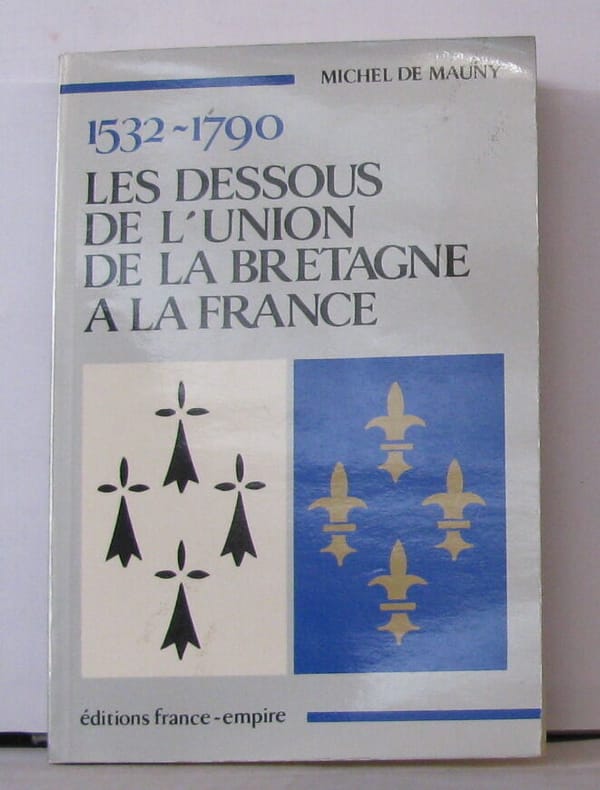 MICHEL DE MAUNY
1532~1790
LES DESSOUS
DE L'UNION
DE LA BRETAGNE
A LA FRANCE
éditions france-empire